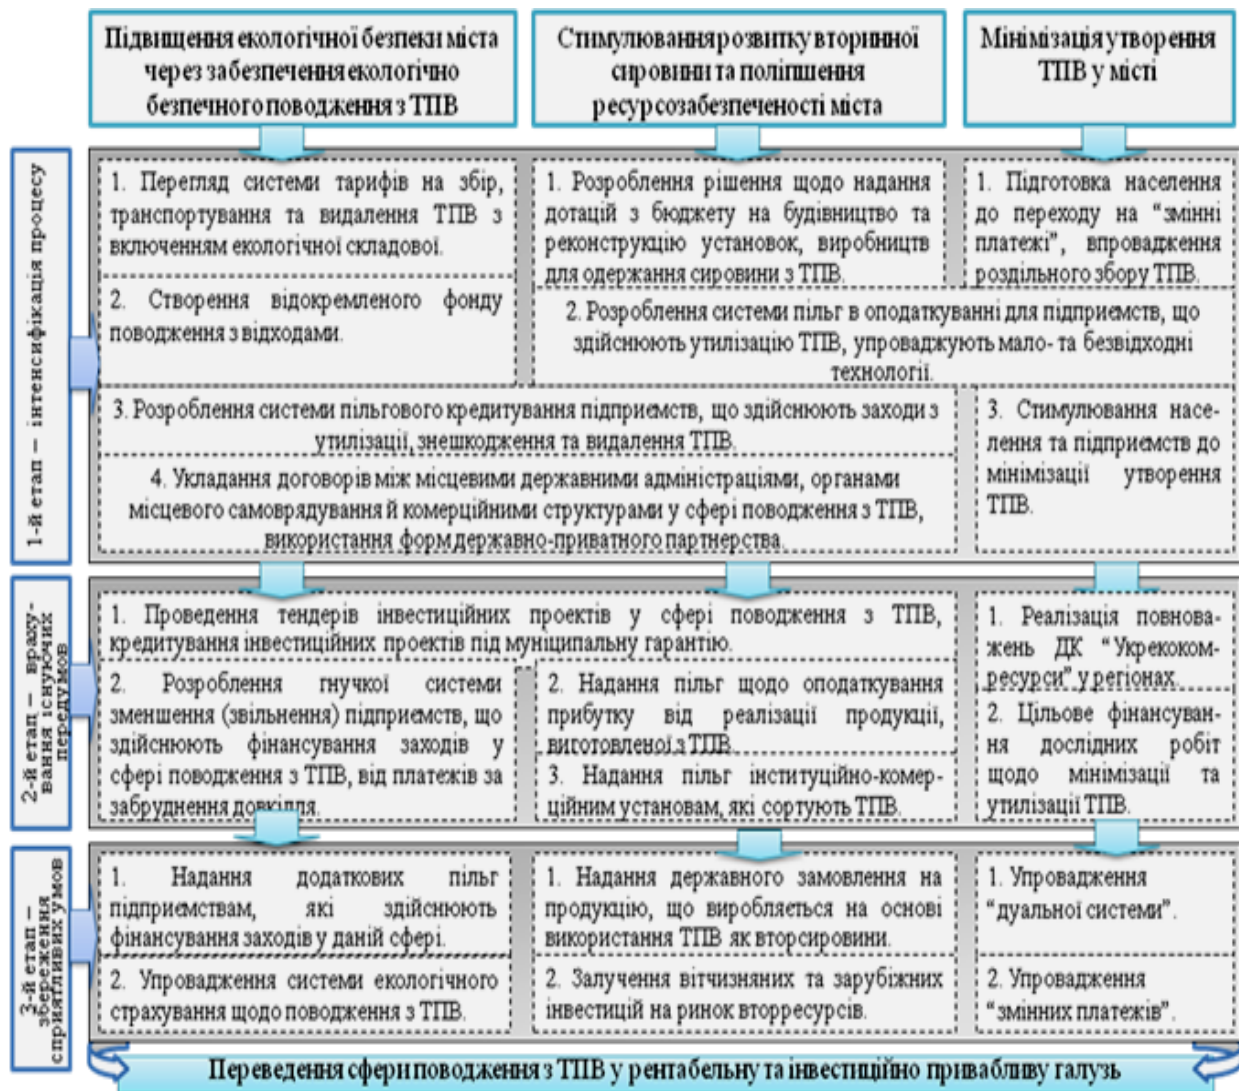 Підвищення екологічної безпеки міста
через забезпечення екологічно
безпечного поводження з ТПВ
Стимулювання розвитку вторинної
сировини та поліпшення
ресурсозабезпеченості міста
Мінімізація утворення
ТПВ у місті
1-й етап – інтенсифікація процесу
1. Перегляд системи тарифів на збір,
транспортування та видалення ТПВ з
включенням екологічної складової.
2. Створення відокремленого фонду
поводження з відходами.
1. Розроблення рішення щодо надання
дотацій з бюджету на будівництво та
реконструкцію установок, виробництв
для одержання сировини з ТПВ.
1. Підготовка населення
до переходу на “змінні
платежі”, впровадження
роздільного збору ТПВ.
2. Розроблення системи пільг в оподаткуванні для підприємств, що
здійснюють утилізацію ТПВ, упроваджують мало- та безвідходні
технології.
3. Розроблення системи пільгового кредитування підприємств, що здійснюють заходи з
утилізації, знешкодження та видалення ТПВ.
3. Стимулювання насе-
лення та підприємств до
мінімізації утворення
ТПВ.
4. Укладання договорів між місцевими державними адміністраціями, органами
місцевого самоврядування й комерційними структурами у сфері поводження з ТПВ,
використання форм державно-приватного партнерства.
2-й етап – враху-
вання існуючих
передумов
1. Проведення тендерів інвестиційних проектів у сфері поводження з ТПВ,
кредитування інвестиційних проектів під муніципальну гарантію.
2. Розроблення гнучкої системи
зменшення (звільнення) підприємств, що
здійснюють фінансування заходів у
сфері поводження з ТПВ, від платежів за
забруднення довкілля.
2. Надання пільг щодо оподаткування
прибутку від реалізації продукції,
виготовленої з ТПВ.
3. Надання пільг інституційно-комер-
ційним установам, які сортують ТПВ.
1. Реалізація повнова-
жень ДК “Укрекоком-
ресурси” у регіонах.
2. Цільове фінансуван-
ня дослідних робіт
щодо мінімізації та
утилізації ТПВ.
3-й етап –
збереження
сприятливих умов
1. Надання додаткових пільг
підприємствам, які здійснюють
фінансування заходів у даній сфері.
2. Упровадження системи екологічного
страхування щодо поводження з ТПВ.
1. Надання державного замовлення на
продукцію, що виробляється на основі
використання ТПВ як вторсировини.
2. Залучення вітчизняних та зарубіжних
інвестицій на ринок вторресурсів.
1. Упровадження
“дуальної системи”.
2. Упровадження
“змінних платежів”.
Переведення сфери поводження з ТПВ у рентабельну та інвестиційно привабливу галузь